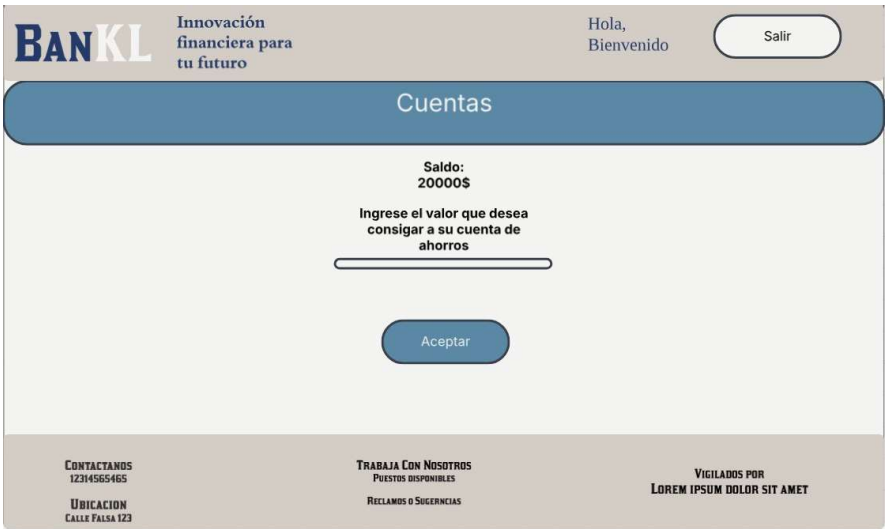 BANKL
Innovación
financiera para
tu futuro
Hola,
Bienvenido
Salir
Cuentas
Saldo:
20000$
Ingrese el valor que desea
consigar a su cuenta de
ahorros
Aceptar
CONTACTANOS
12314565465
UBICACION
CALLE FALSA 123
TRABAJA CON NOSOTROS
PUESTOS DISPONIBLES
RECLAMOS O SUGERNCIAS
VIGILADOS POR
LOREM IPSUM DOLOR SIT AMET